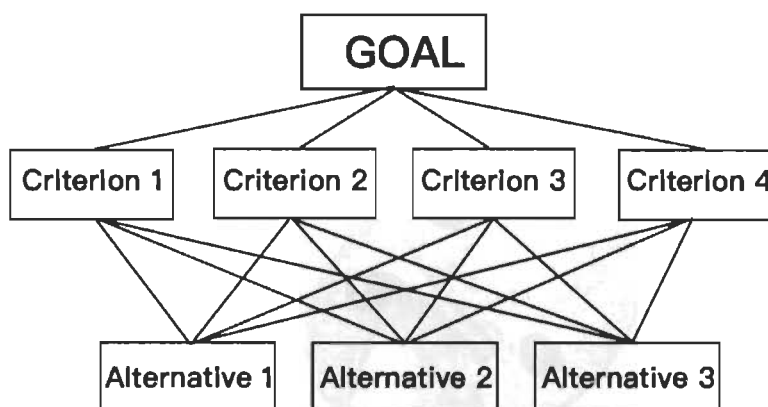 GOAL
Criterion 1
Criterion 2
Criterion 3
Criterion 4
Alternative 1
Alternative 2
Alternative 3